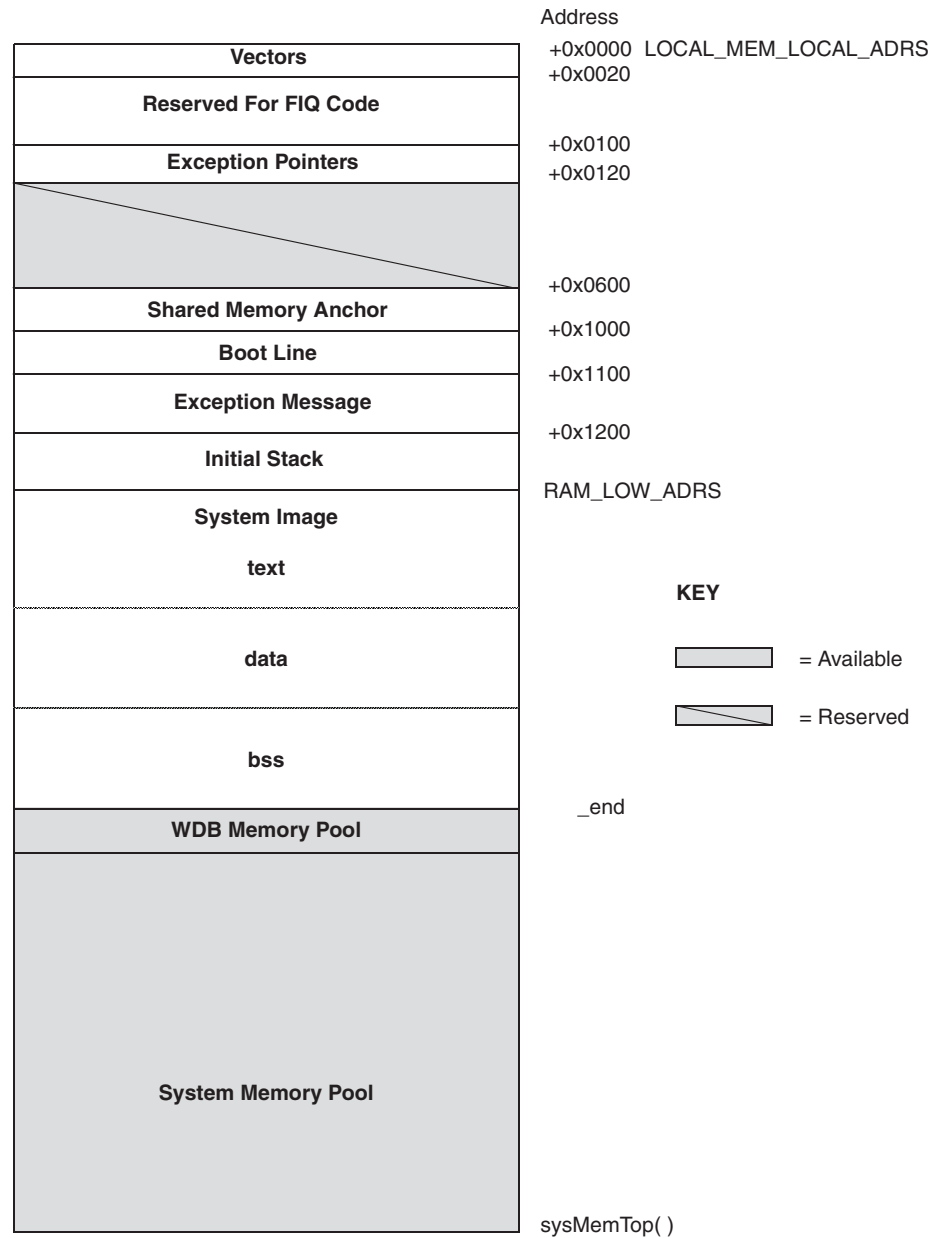 Address
Vectors
+0x0000 LOCAL_MEM_LOCAL_ADRS
+0x0020
Reserved For FIQ Code
+0x0100
Exception Pointers
+0x0120
+0x0600
Shared Memory Anchor
+0x1000
Boot Line
+0x1100
Exception Message
+0x1200
Initial Stack
RAM_LOW_ADRS
System Image
text
KEY
data
= Available
= Reserved
bss
_end
WDB Memory Pool
System Memory Pool
sysMemTop( )